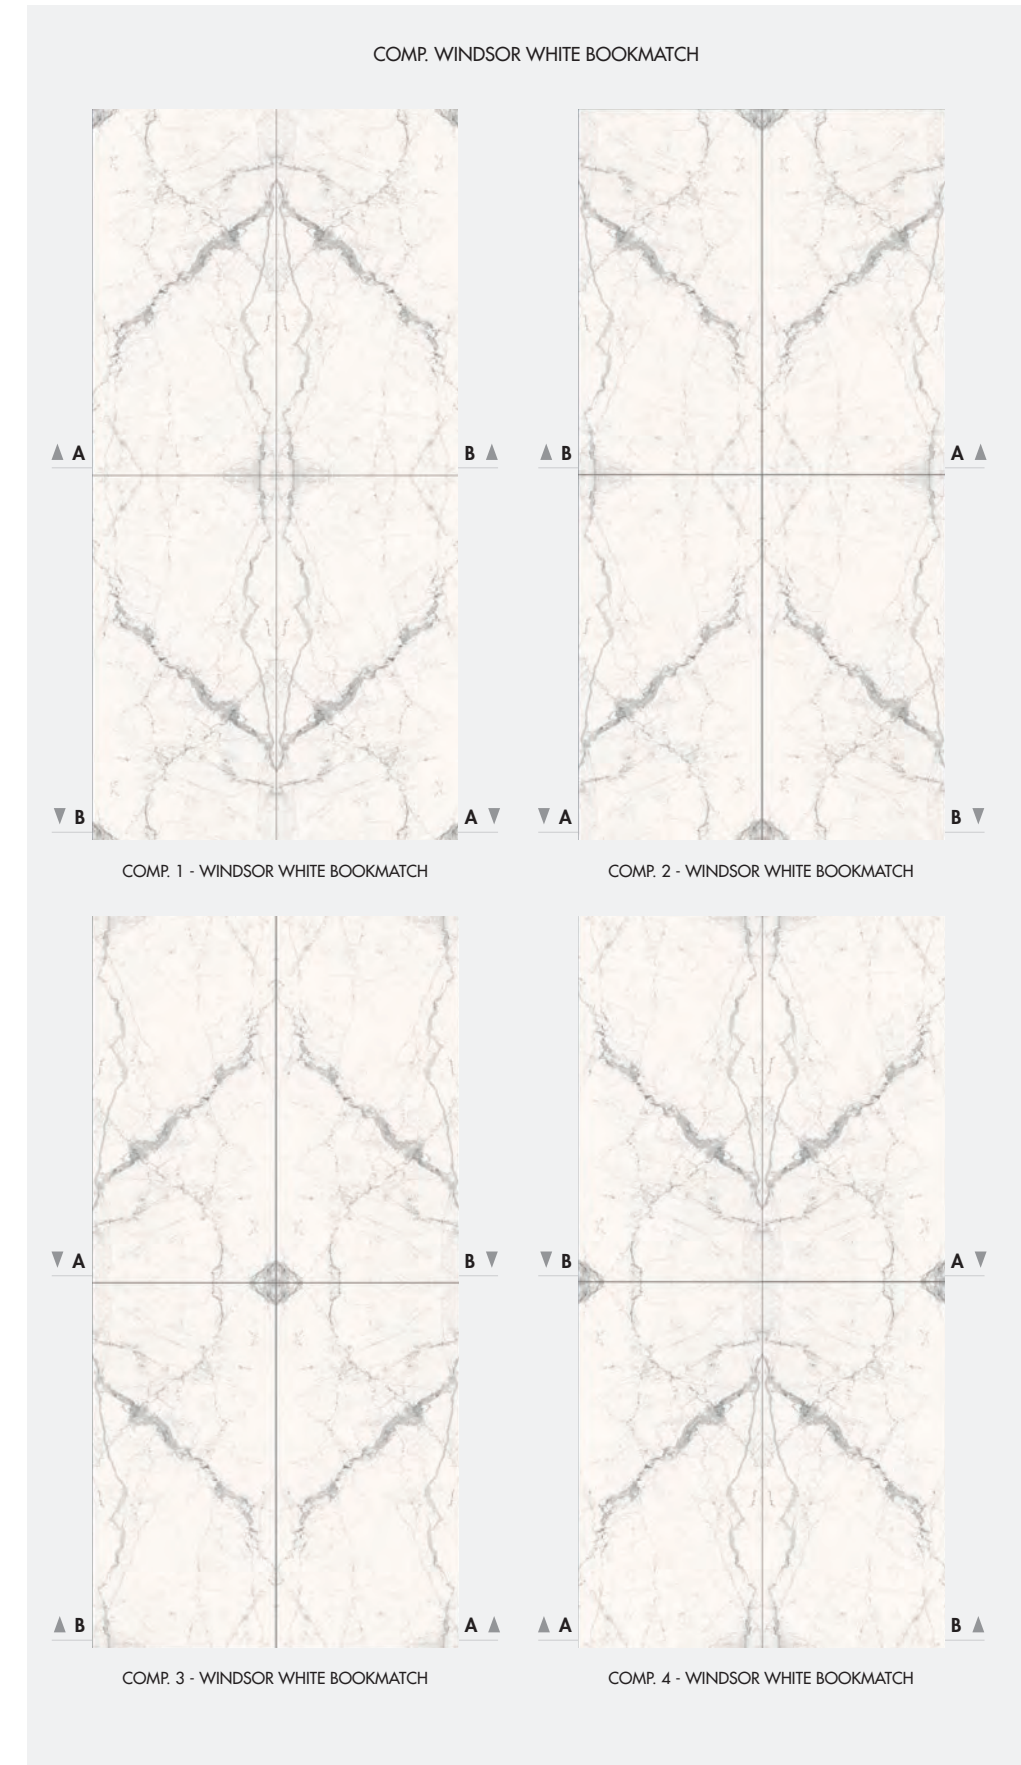 COMP. WINDSOR WHITE BOOKMATCH
▲ A B ▲
▲ B A ▲
▼ B A ▼
▼ A B ▼
COMP. 1 - WINDSOR WHITE BOOKMATCH
COMP. 2 - WINDSOR WHITE BOOKMATCH
▼ A B ▼
▼ B A ▼
▲ B A ▲
▲ A B ▲
COMP. 3 - WINDSOR WHITE BOOKMATCH
COMP. 4 - WINDSOR WHITE BOOKMATCH